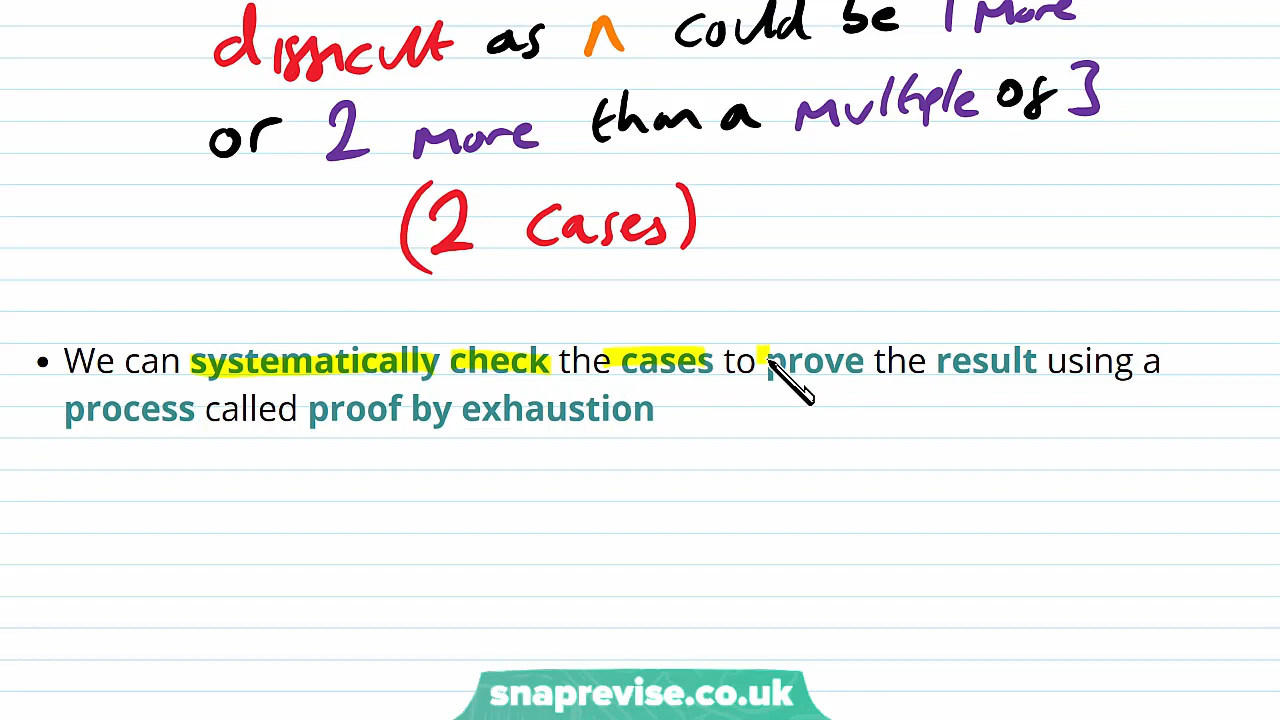 difficult as n could be 1 more
or 2 more than a multiple of 3
(2 cases)
• We can systematically check the cases to prove the result using a
process called proof by exhaustion
snaprevise.co.uk